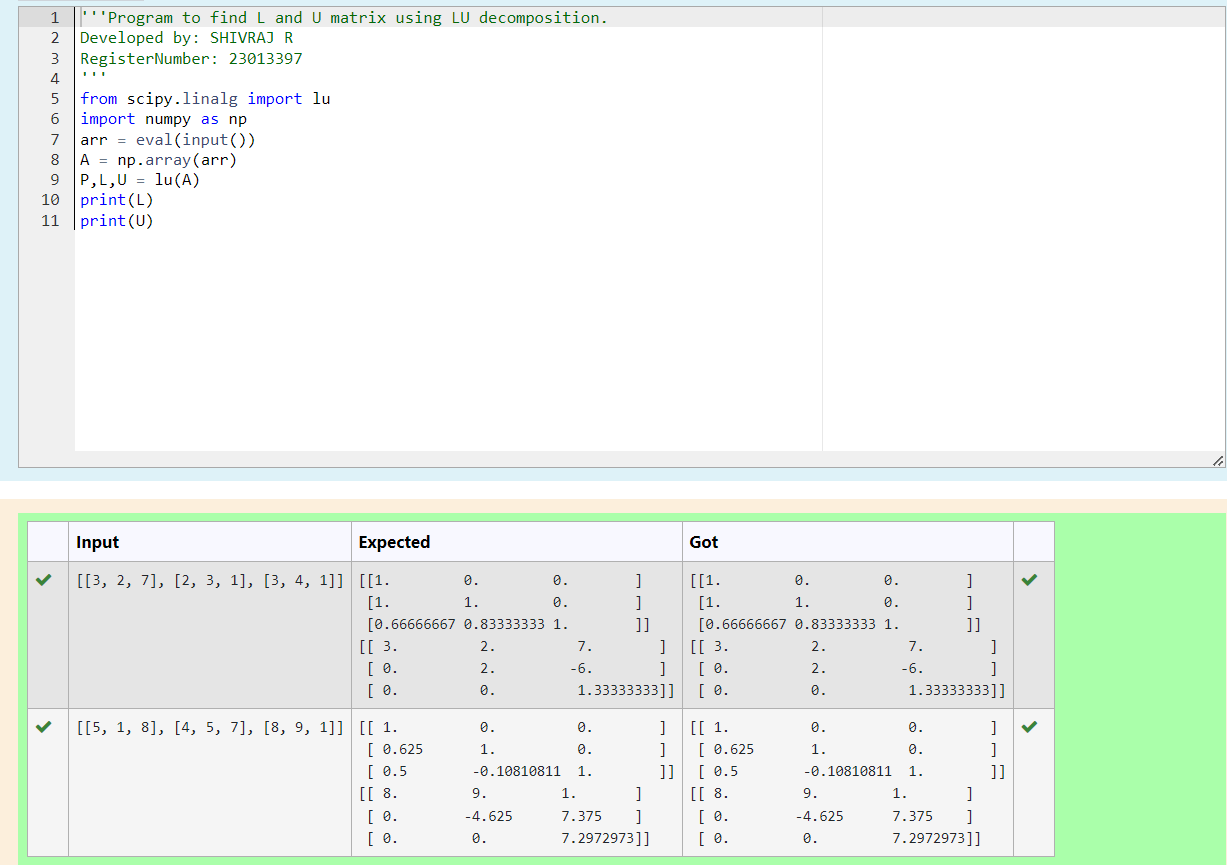 1 '''Program to find L and U matrix using LU decomposition.
2 Developed by: SHIVRAJ R
3 RegisterNumber: 23013397
4 '''
5 from scipy.linalg import lu
6 import numpy as np
7 arr = eval(input())
8 A = np.array(arr)
9 P,L,U = lu(A)
10 print(L)
11 print(U)
Input Expected Got
[[3, 2, 7], [2, 3, 1], [3, 4, 1]] [[1. 0. 0. ] [[1. 0. 0. ]
[1. 1. 0. ] [1. 1. 0. ]
[0.66666667 0.83333333 1. ]] [0.66666667 0.83333333 1. ]]
[[ 3. 2. 7. ] [[ 3. 2. 7. ]
[ 0. 2. -6. ] [ 0. 2. -6. ]
[ 0. 0. 1.33333333]] [ 0. 0. 1.33333333]]
[[5, 1, 8], [4, 5, 7], [8, 9, 1]] [[ 1. 0. 0. ] [[ 1. 0. 0. ]
[ 0.625 1. 0. ] [ 0.625 1. 0. ]
[ 0.5 -0.10810811 1. ]] [ 0.5 -0.10810811 1. ]]
[[ 8. 9. 1. ] [[ 8. 9. 1. ]
[ 0. -4.625 7.375 ] [ 0. -4.625 7.375 ]
[ 0. 0. 7.2972973]] [ 0. 0. 7.2972973]]